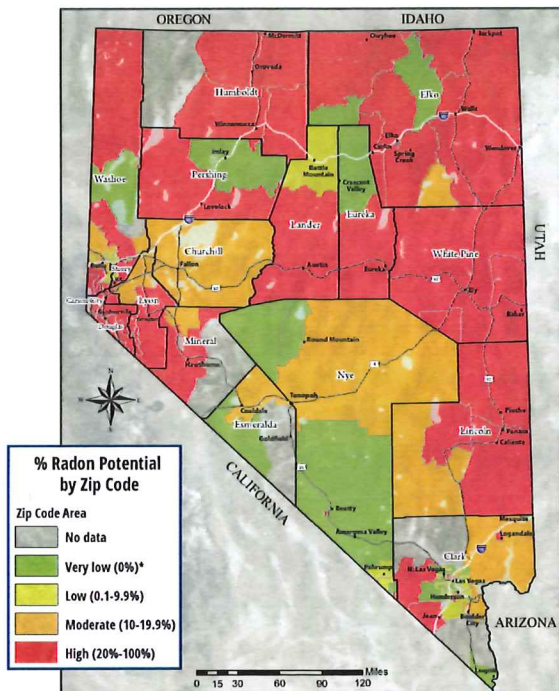 OREGON
IDAHO
McDermitt
Owyhee
Jackpot
Orovada
Humboldt
Elko
Winnemucca
Wells
Elko
Carlin
Imlay
Battle
Mountain
Spring
Creek
Wendover
Washoe
Pershing
Crescent
Valley
Lovelock
Lander
Eureka
UTAH
Churchill
White Pine
Reno
Storey
Fallon
Austin
Eureka
Carson City
Lyon
Ely
Douglas
Baker
Mineral
Round Mountain
Hawthorne
Nye
Tonopah
Pioche
Coaldale
Panaca
Lincoln
Esmeralda
Caliente
Goldfield
CALIFORNIA
% Radon Potential
by Zip Code
Beatty
Zip Code Area
Mesquite
Amargosa Valley
Logandale
No data
Clark
Very low (0%)*
Pahrump
N. Las Vegas
Las Vegas
Low (0.1-9.9%)
Henderson
Boulder
City
ARIZONA
Moderate (10-19.9%)
Jean
High (20%-100%)
Laughlin
Miles
0 15 30 60 90 120
N
S
W
E